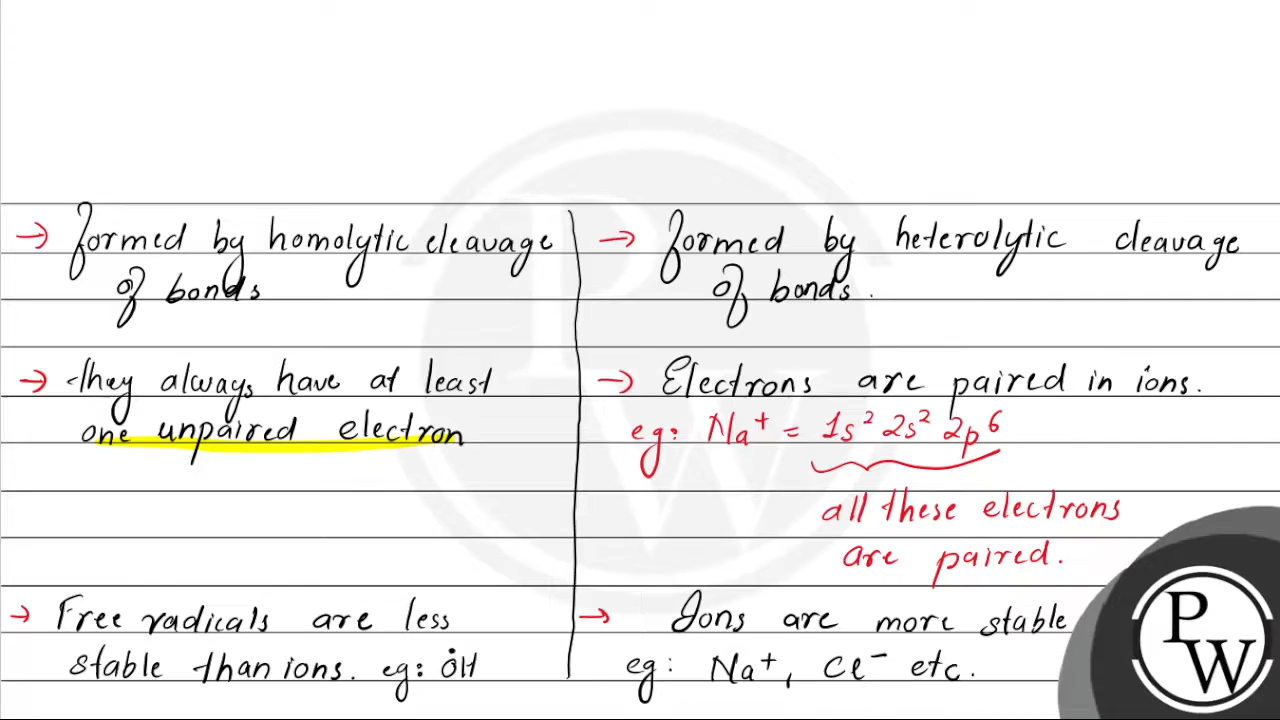 → formed by homolytic cleavage
of bonds
→ They always have at least
one unpaired electron
→ Free radicals are less
stable than ions. eg: ȮH
→ formed by heterolytic cleavage
of bonds.
→ Electrons are paired in ions.
eg: Na⁺ = 1s² 2s² 2p⁶
all these electrons
are paired.
→ Ions are more stable
eg: Na⁺, Cl⁻ etc.
P
W
PW